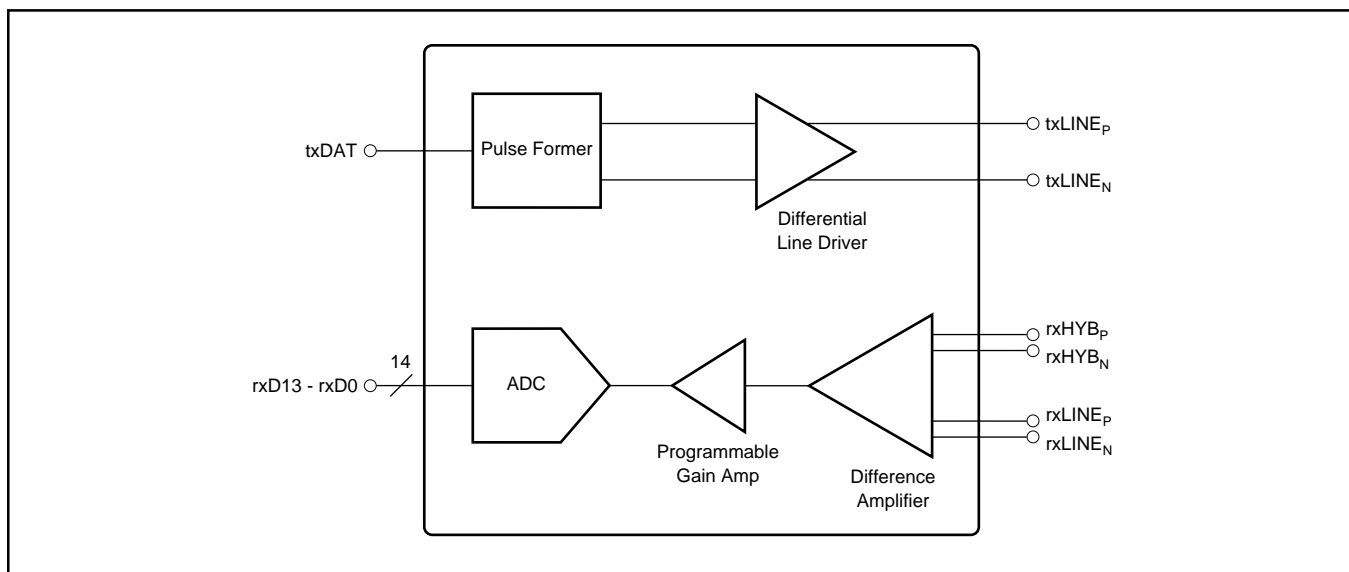 txDAT
Pulse Former
Differential
Line Driver
txLINEP
txLINEN
14
rxD13 - rxD0
ADC
Programmable
Gain Amp
Difference
Amplifier
rxHYBP
rxHYBN
rxLINEP
rxLINEN